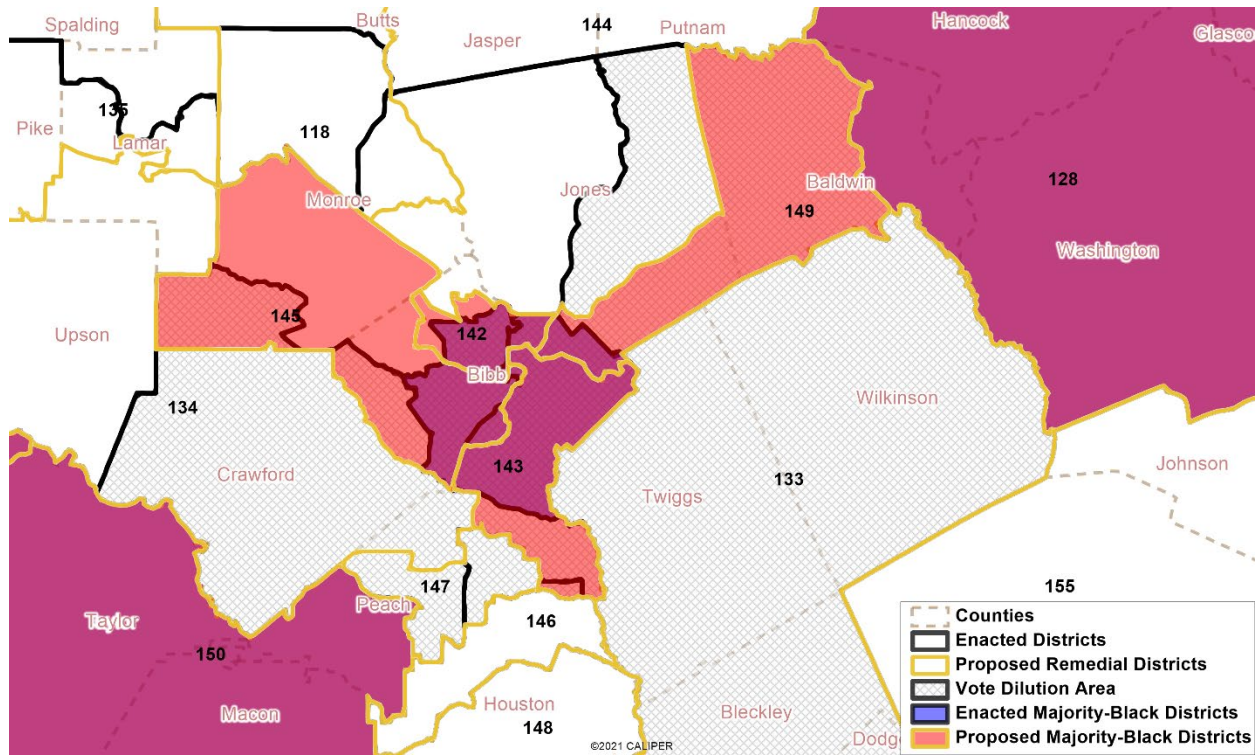 Spalding
Butts
Jasper
144
Putnam
Hancock
Glasco
Pike
135
Lamar
118
Monroe
Jones
Baldwin
149
128
Washington
Upson
145
142
Bibb
134
Crawford
143
Wilkinson
Johnson
Twiggs
133
Taylor
150
Macon
Peach
147
146
155
Houston
148
Bleckley
Dodg
Counties
Enacted Districts
Proposed Remedial Districts
Vote Dilution Area
Enacted Majority-Black Districts
Proposed Majority-Black Districts
©2021 CALIPER